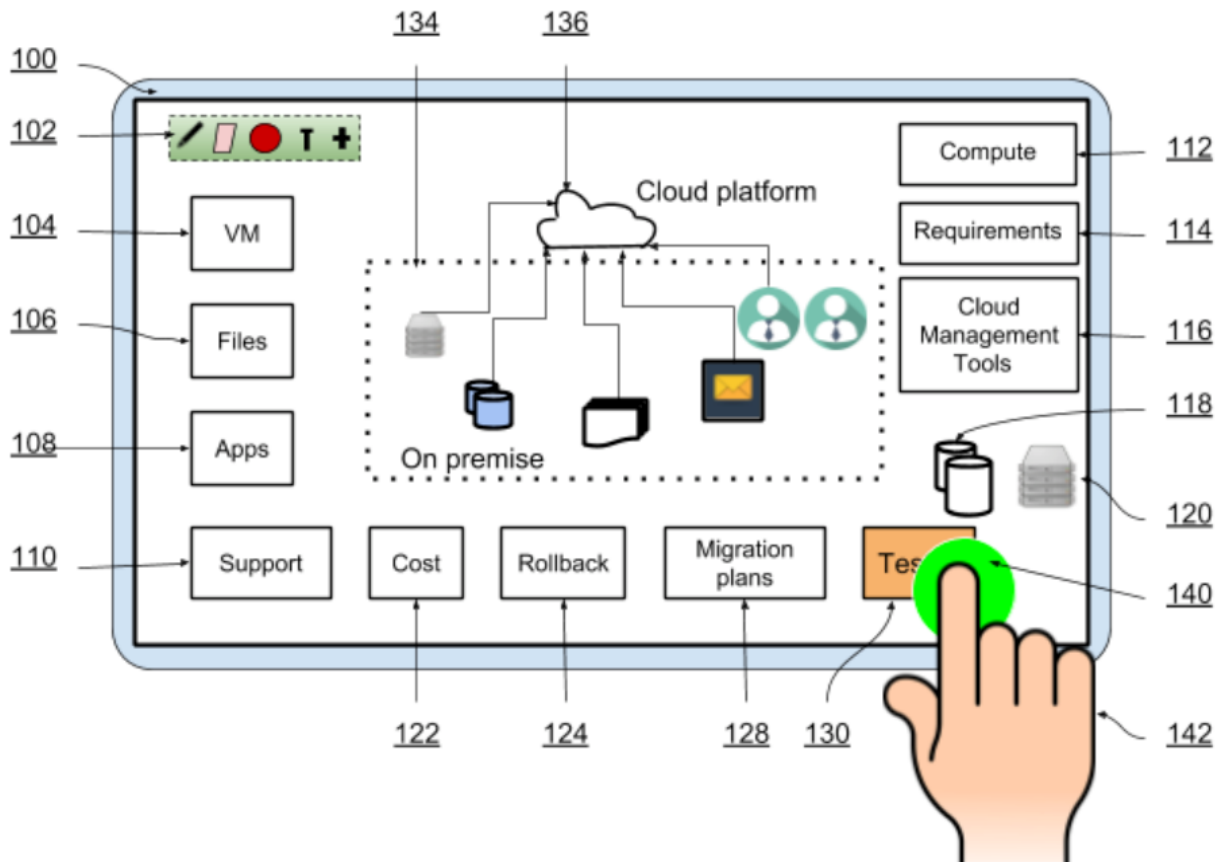 134 136
100
102
Compute
112
Cloud platform
104
VM
Requirements
114
106
Files
Cloud
Management
Tools
116
118
108
Apps
On premise
120
110
Support
Cost
Rollback
Migration
plans
140
122
124
128
130
142